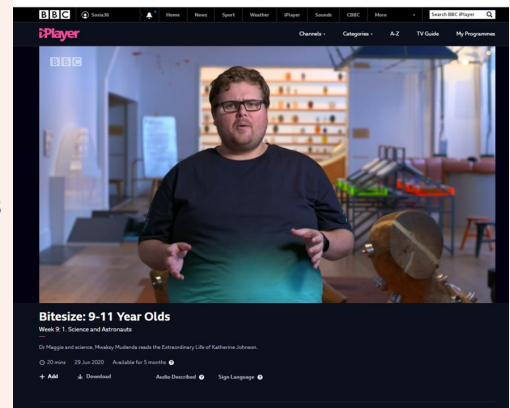 BBC Sosia36 Home News Sport Weather iPlayer Sounds CBBC More Search BBC iPlayer
iPlayer Channels Categories A-Z TV Guide My Programmes
BBC
Bitesize: 9-11 Year Olds
Week 9: 1. Science and Astronauts
Dr Maggie and science, Mwaksy Mudenda reads the Extraordinary Life of Katherine Johnson.
20 mins 29 Jun 2020 Available for 5 months
+ Add Download Audio Described Sign Language